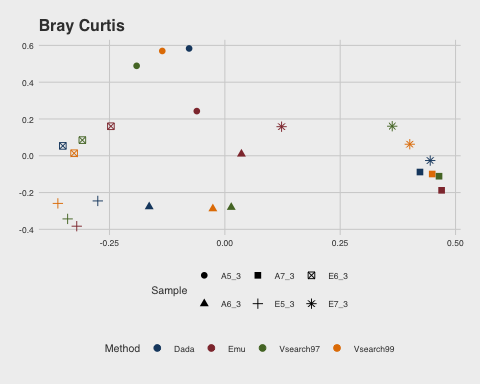 Bray Curtis
0.6
0.4
0.2
0.0
-0.2
-0.4
-0.25 0.00 0.25 0.50
Sample A5_3 A7_3 E6_3
A6_3 E5_3 E7_3
Method Dada Emu Vsearch97 Vsearch99